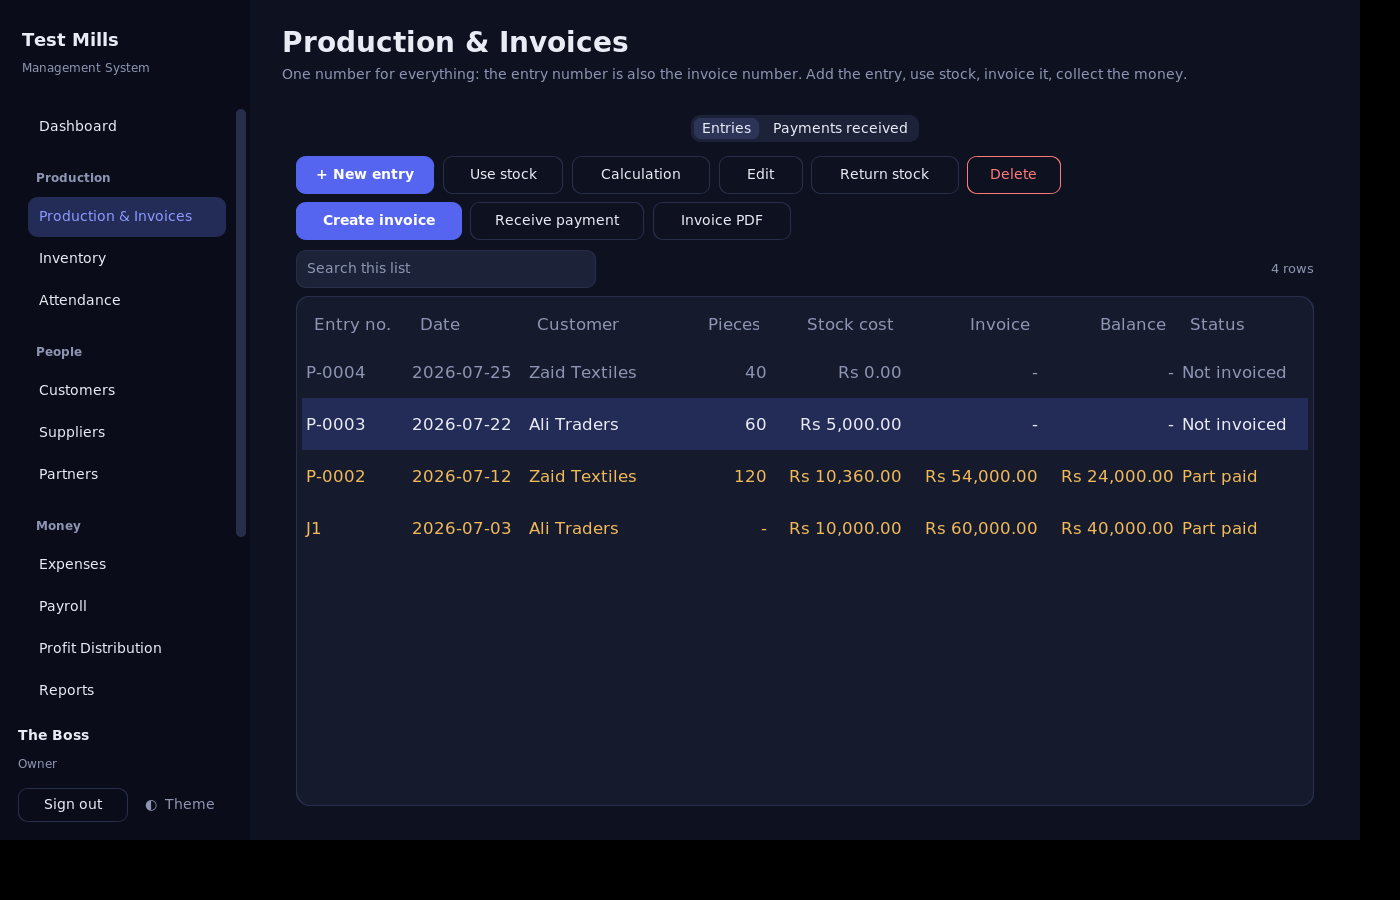 Test Mills
Management System
Dashboard
Production
Production & Invoices
Inventory
Attendance
People
Customers
Suppliers
Partners
Money
Expenses
Payroll
Profit Distribution
Reports
The Boss
Owner
Sign out
◐ Theme
Production & Invoices
One number for everything: the entry number is also the invoice number. Add the entry, use stock, invoice it, collect the money.
Entries Payments received
+ New entry Use stock Calculation Edit Return stock Delete
Create invoice Receive payment Invoice PDF
Search this list 4 rows
Entry no. Date Customer Pieces Stock cost Invoice Balance Status
P-0004 2026-07-25 Zaid Textiles 40 Rs 0.00 - - Not invoiced
P-0003 2026-07-22 Ali Traders 60 Rs 5,000.00 - - Not invoiced
P-0002 2026-07-12 Zaid Textiles 120 Rs 10,360.00 Rs 54,000.00 Rs 24,000.00 Part paid
J1 2026-07-03 Ali Traders - Rs 10,000.00 Rs 60,000.00 Rs 40,000.00 Part paid